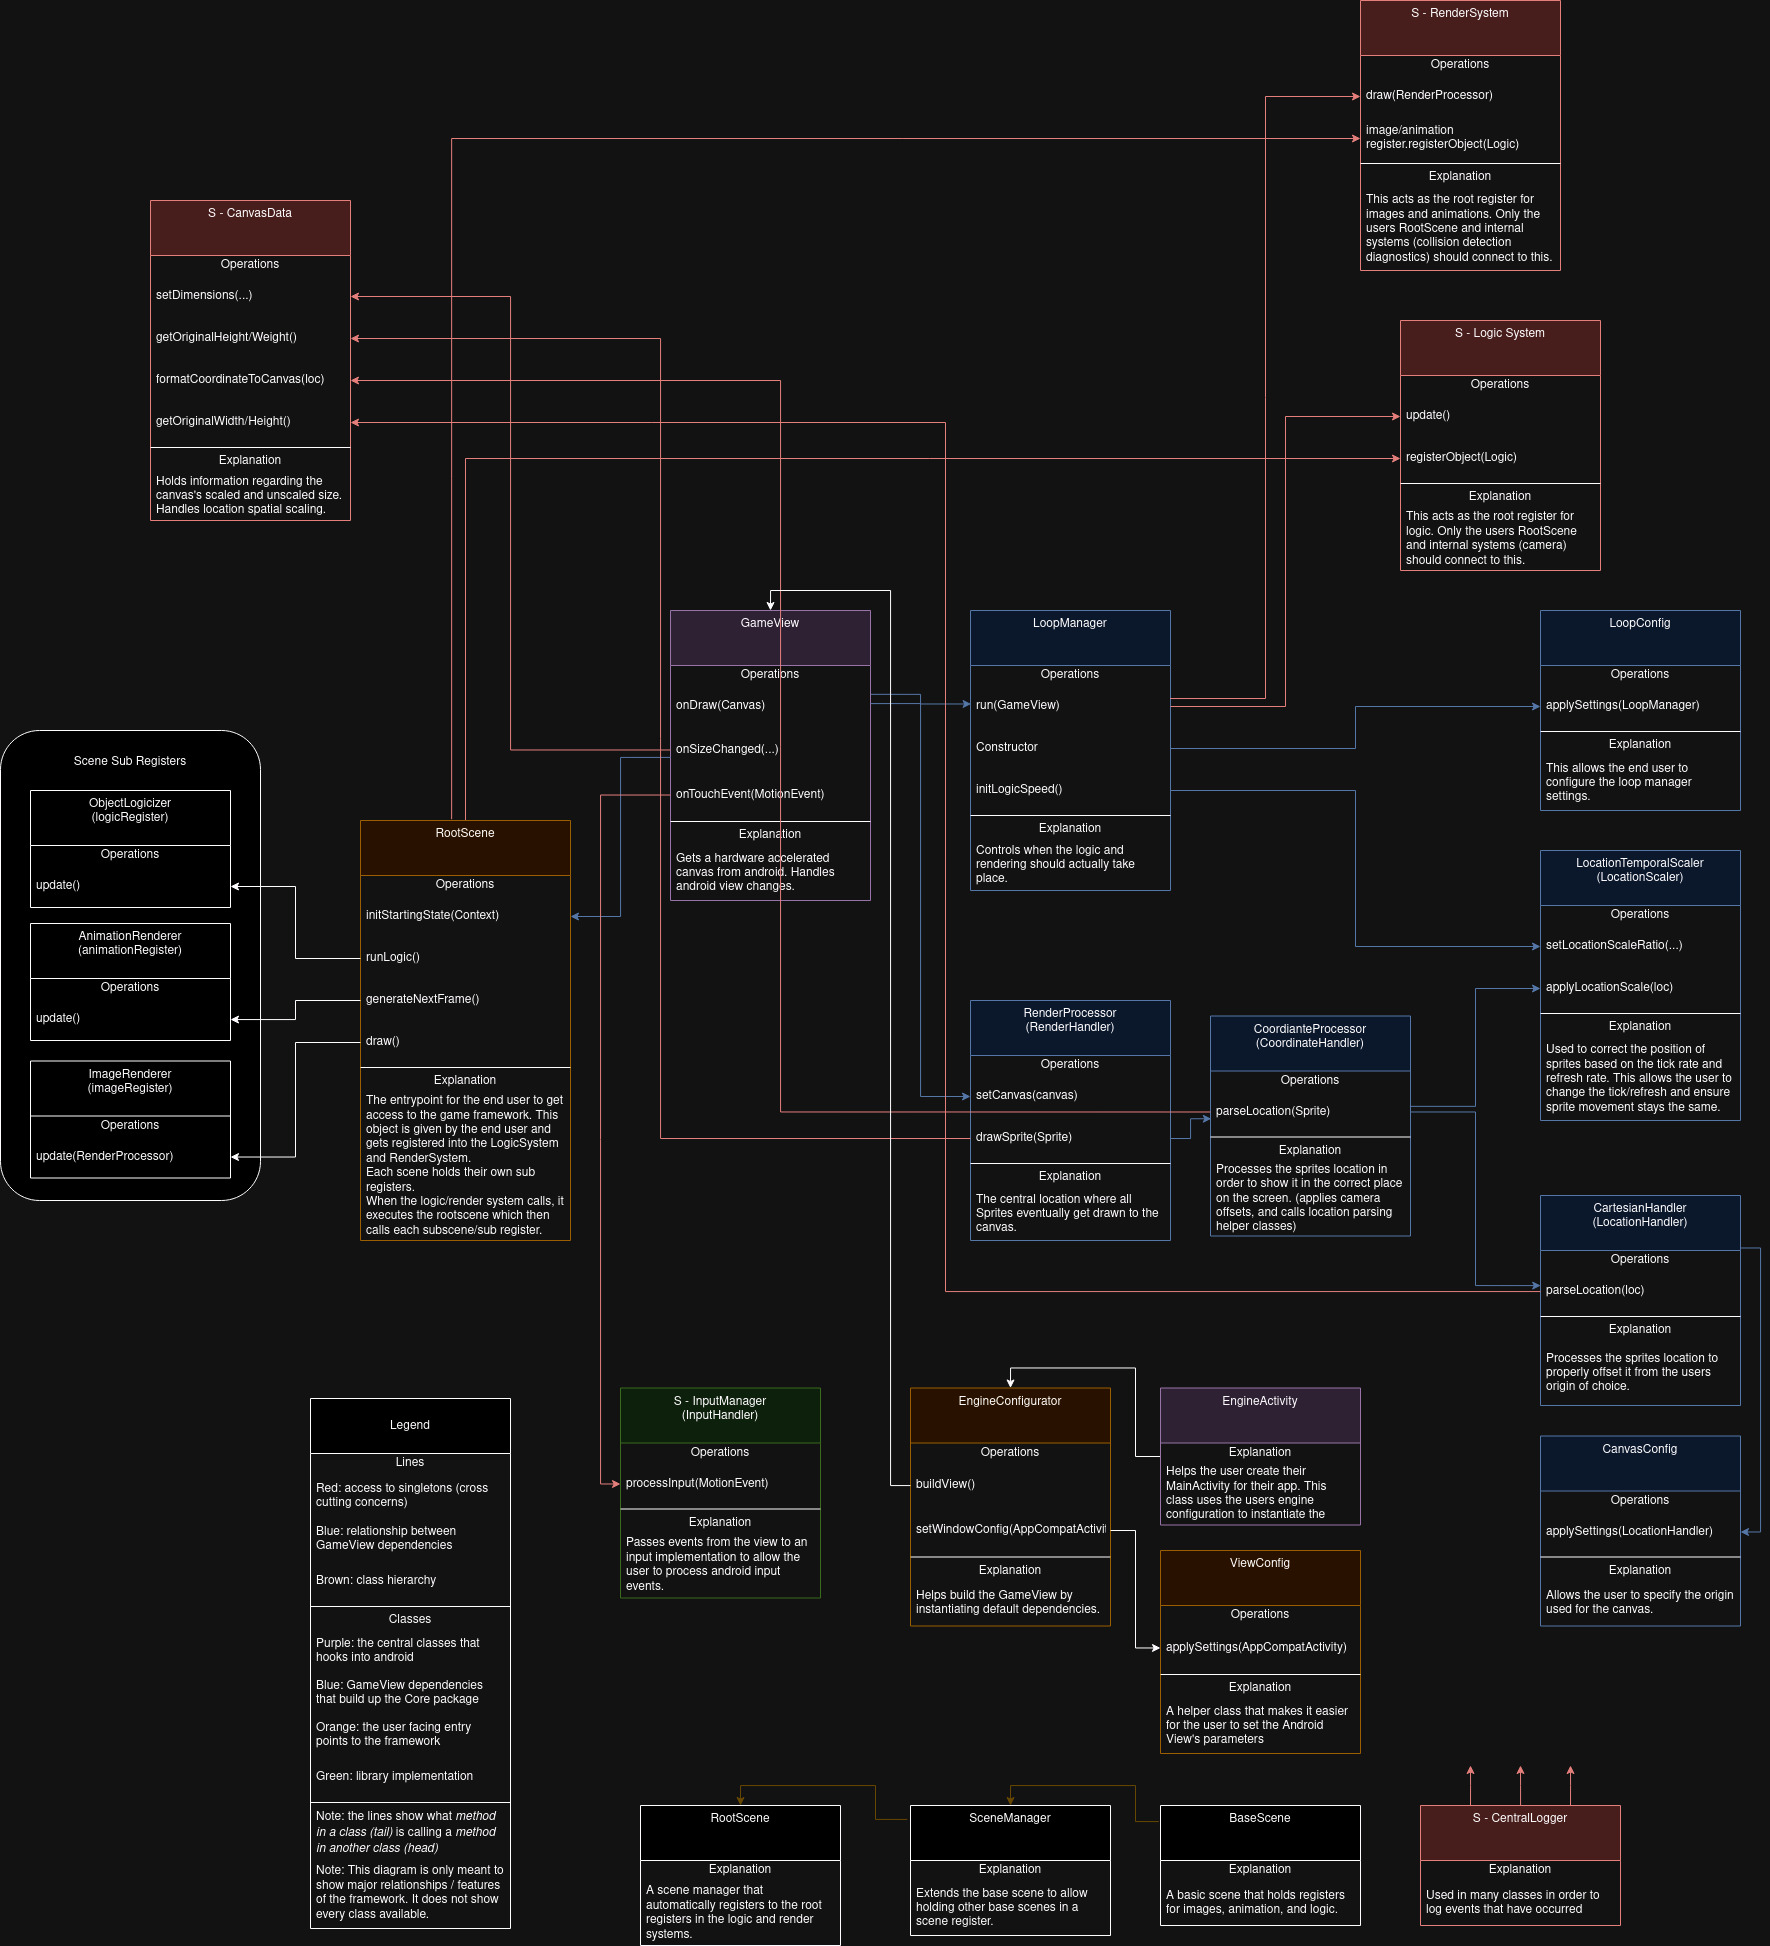 S - RenderSystem
Operations
draw(RenderProcessor)
image/animation
register.registerObject(Logic)
Explanation
This acts as the root register for
images and animations. Only the
users RootScene and internal
systems (collision detection
diagnostics) should connect to this.
S - CanvasData
Operations
setDimensions(...)
getOriginalHeight/Weight()
formatCoordinateToCanvas(loc)
getOriginalWidth/Height()
Explanation
Holds information regarding the
canvas's scaled and unscaled size.
Handles location spatial scaling.
S - Logic System
Operations
update()
registerObject(Logic)
Explanation
This acts as the root register for
logic. Only the users RootScene
and internal systems (camera)
should connect to this.
GameView
Operations
onDraw(Canvas)
onSizeChanged(...)
onTouchEvent(MotionEvent)
Explanation
Gets a hardware accelerated
canvas from android. Handles
android view changes.
LoopManager
Operations
run(GameView)
Constructor
initLogicSpeed()
Explanation
Controls when the logic and
rendering should actually take
place.
LoopConfig
Operations
applySettings(LoopManager)
Explanation
This allows the end user to
configure the loop manager
settings.
Scene Sub Registers
ObjectLogicizer
(logicRegister)
Operations
update()
AnimationRenderer
(animationRegister)
Operations
update()
ImageRenderer
(imageRegister)
Operations
update(RenderProcessor)
RootScene
Operations
initStartingState(Context)
runLogic()
generateNextFrame()
draw()
Explanation
The entrypoint for the end user to get
access to the game framework. This
object is given by the end user and
gets registered into the LogicSystem
and RenderSystem.
Each scene holds their own sub
registers.
When the logic/render system calls, it
executes the rootscene which then
calls each subscene/sub register.
LocationTemporalScaler
(LocationScaler)
Operations
setLocationScaleRatio(...)
applyLocationScale(loc)
Explanation
Used to correct the position of
sprites based on the tick rate and
refresh rate. This allows the user to
change the tick/refresh and ensure
sprite movement stays the same.
RenderProcessor
(RenderHandler)
Operations
setCanvas(canvas)
drawSprite(Sprite)
Explanation
The central location where all
Sprites eventually get drawn to the
canvas.
CoordianteProcessor
(CoordinateHandler)
Operations
parseLocation(Sprite)
Explanation
Processes the sprites location in
order to show it in the correct place
on the screen. (applies camera
offsets, and calls location parsing
helper classes)
CartesianHandler
(LocationHandler)
Operations
parseLocation(loc)
Explanation
Processes the sprites location to
properly offset it from the users
origin of choice.
Legend
Lines
Red: access to singletons (cross
cutting concerns)
Blue: relationship between
GameView dependencies
Brown: class hierarchy
Classes
Purple: the central classes that
hooks into android
Blue: GameView dependencies
that build up the Core package
Orange: the user facing entry
points to the framework
Green: library implementation
Note: the lines show what method
in a class (tail) is calling a method
in another class (head)
Note: This diagram is only meant to
show major relationships / features
of the framework. It does not show
every class available.
S - InputManager
(InputHandler)
Operations
processInput(MotionEvent)
Explanation
Passes events from the view to an
input implementation to allow the
user to process android input
events.
EngineConfigurator
Operations
buildView()
setWindowConfig(AppCompatActivit
Explanation
Helps build the GameView by
instantiating default dependencies.
EngineActivity
Explanation
Helps the user create their
MainActivity for their app. This
class uses the users engine
configuration to instantiate the
CanvasConfig
Operations
applySettings(LocationHandler)
Explanation
Allows the user to specify the origin
used for the canvas.
ViewConfig
Operations
applySettings(AppCompatActivity)
Explanation
A helper class that makes it easier
for the user to set the Android
View's parameters
RootScene
Explanation
A scene manager that
automatically registers to the root
registers in the logic and render
systems.
SceneManager
Explanation
Extends the base scene to allow
holding other base scenes in a
scene register.
BaseScene
Explanation
A basic scene that holds registers
for images, animation, and logic.
S - CentralLogger
Explanation
Used in many classes in order to
log events that have occurred